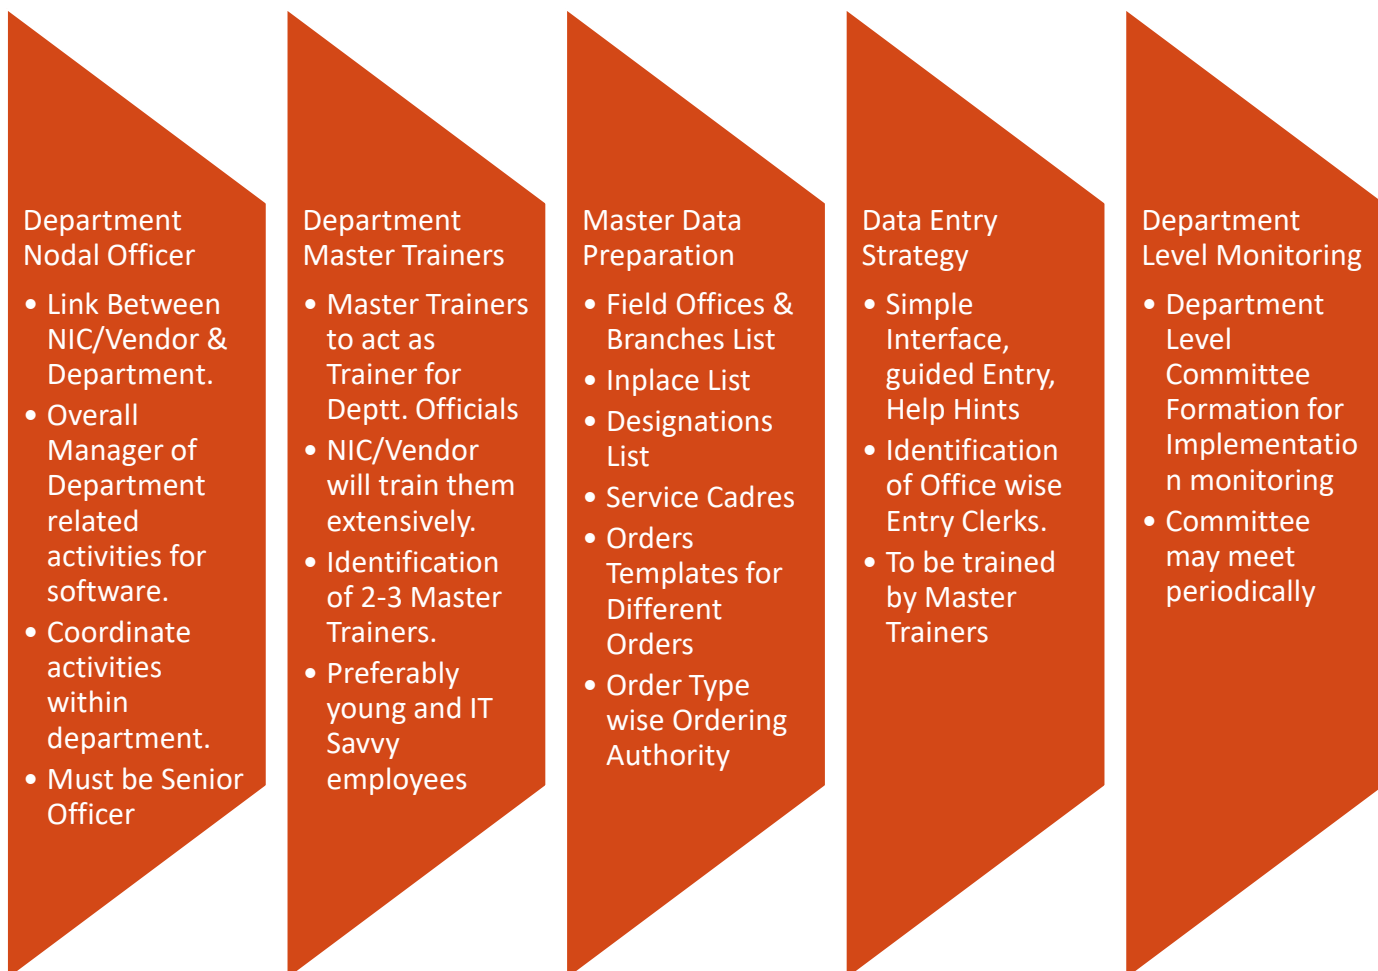 Department
Nodal Officer
• Link Between
NIC/Vendor &
Department.
• Overall
Manager of
Department
related
activities for
software.
• Coordinate
activities
within
department.
• Must be Senior
Officer
Department
Master Trainers
• Master Trainers
to act as
Trainer for
Deptt. Officials
• NIC/Vendor
will train them
extensively.
• Identification
of 2-3 Master
Trainers.
• Preferably
young and IT
Savvy
employees
Master Data
Preparation
• Field Offices &
Branches List
• Inplace List
• Designations
List
• Service Cadres
• Orders
Templates for
Different
Orders
• Order Type
wise Ordering
Authority
Data Entry
Strategy
• Simple
Interface,
guided Entry,
Help Hints
• Identification
of Office wise
Entry Clerks.
• To be trained
by Master
Trainers
Department
Level Monitoring
• Department
Level
Committee
Formation for
Implementatio
n monitoring
• Committee
may meet
periodically